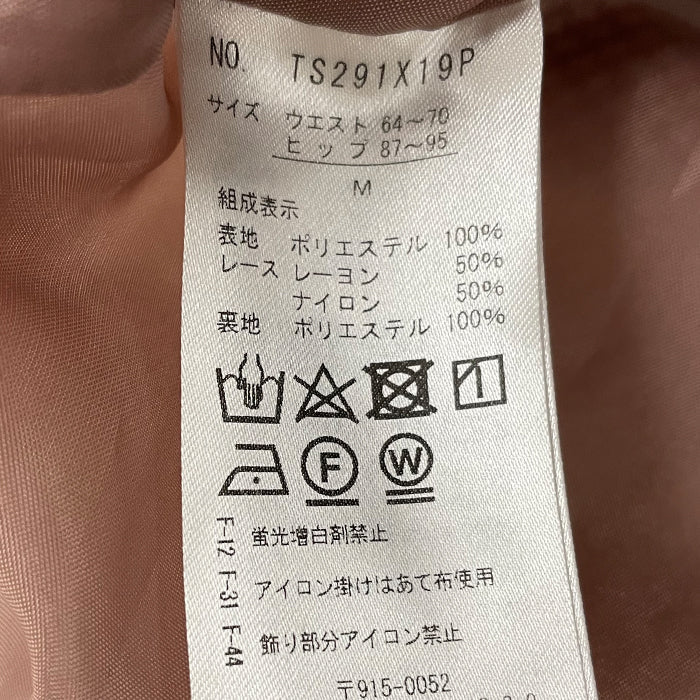 NO. TS291X19P
サイズ ウエスト 64〜70
ヒップ 87〜95
M
組成表示
表地 ポリエステル 100%
レース レーヨン 50%
ナイロン 50%
裏地 ポリエステル 100%
F W
F-12 蛍光増白剤禁止
F-31 アイロン掛けはあて布使用
F-44 飾り部分アイロン禁止
〒915-0052